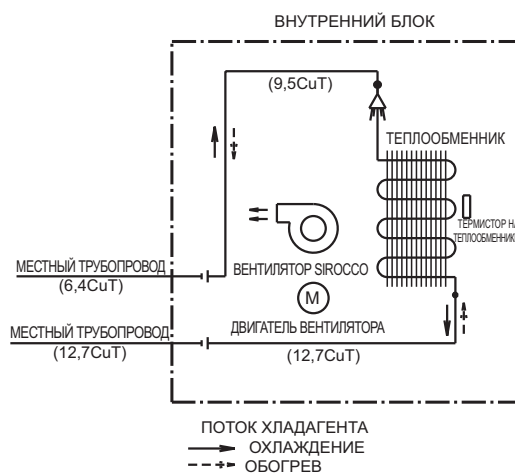 ВНУТРЕННИЙ БЛОК
(9,5CuT)
ТЕПЛООБМЕННИК
ТЕРМИСТОР НА
ТЕПЛООБМЕННИКЕ
МЕСТНЫЙ ТРУБОПРОВОД
(6,4CuT)
ВЕНТИЛЯТОР SIROCCO
M
МЕСТНЫЙ ТРУБОПРОВОД
(12,7CuT)
ДВИГАТЕЛЬ ВЕНТИЛЯТОРА
(12,7CuT)
ПОТОК ХЛАДАГЕНТА
ОХЛАЖДЕНИЕ
ОБОГРЕВ